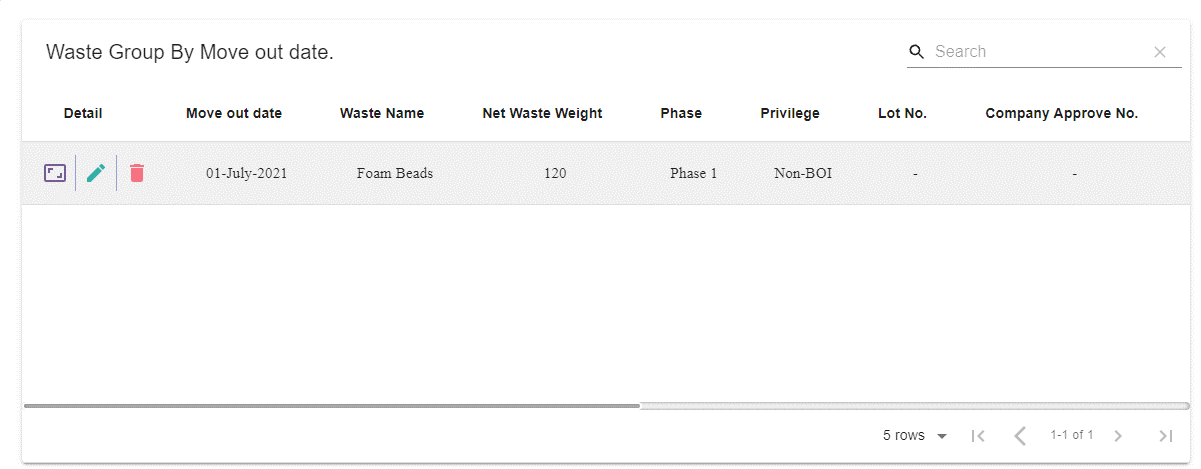 Waste Group By Move out date.
Search
Detail Move out date Waste Name Net Waste Weight Phase Privilege Lot No. Company Approve No.
01-July-2021 Foam Beads 120 Phase 1 Non-BOI - -
5 rows 1-1 of 1